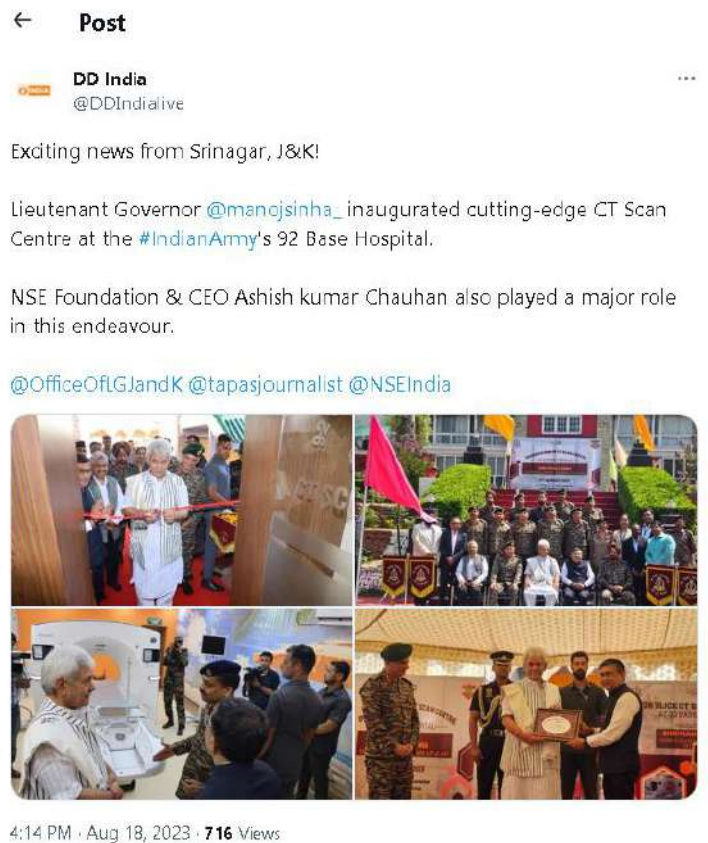 ← Post
DD India
@DDIndialive
Exciting news from Srinagar, J&K!
Lieutenant Governor @manojsinha_ inaugurated cutting-edge CT Scan
Centre at the #IndianArmy's 92 Base Hospital.
NSE Foundation & CEO Ashish kumar Chauhan also played a major role
in this endeavour.
@OfficeOfLGJandK @tapasjournalist @NSEIndia
4:14 PM · Aug 18, 2023 · 716 Views